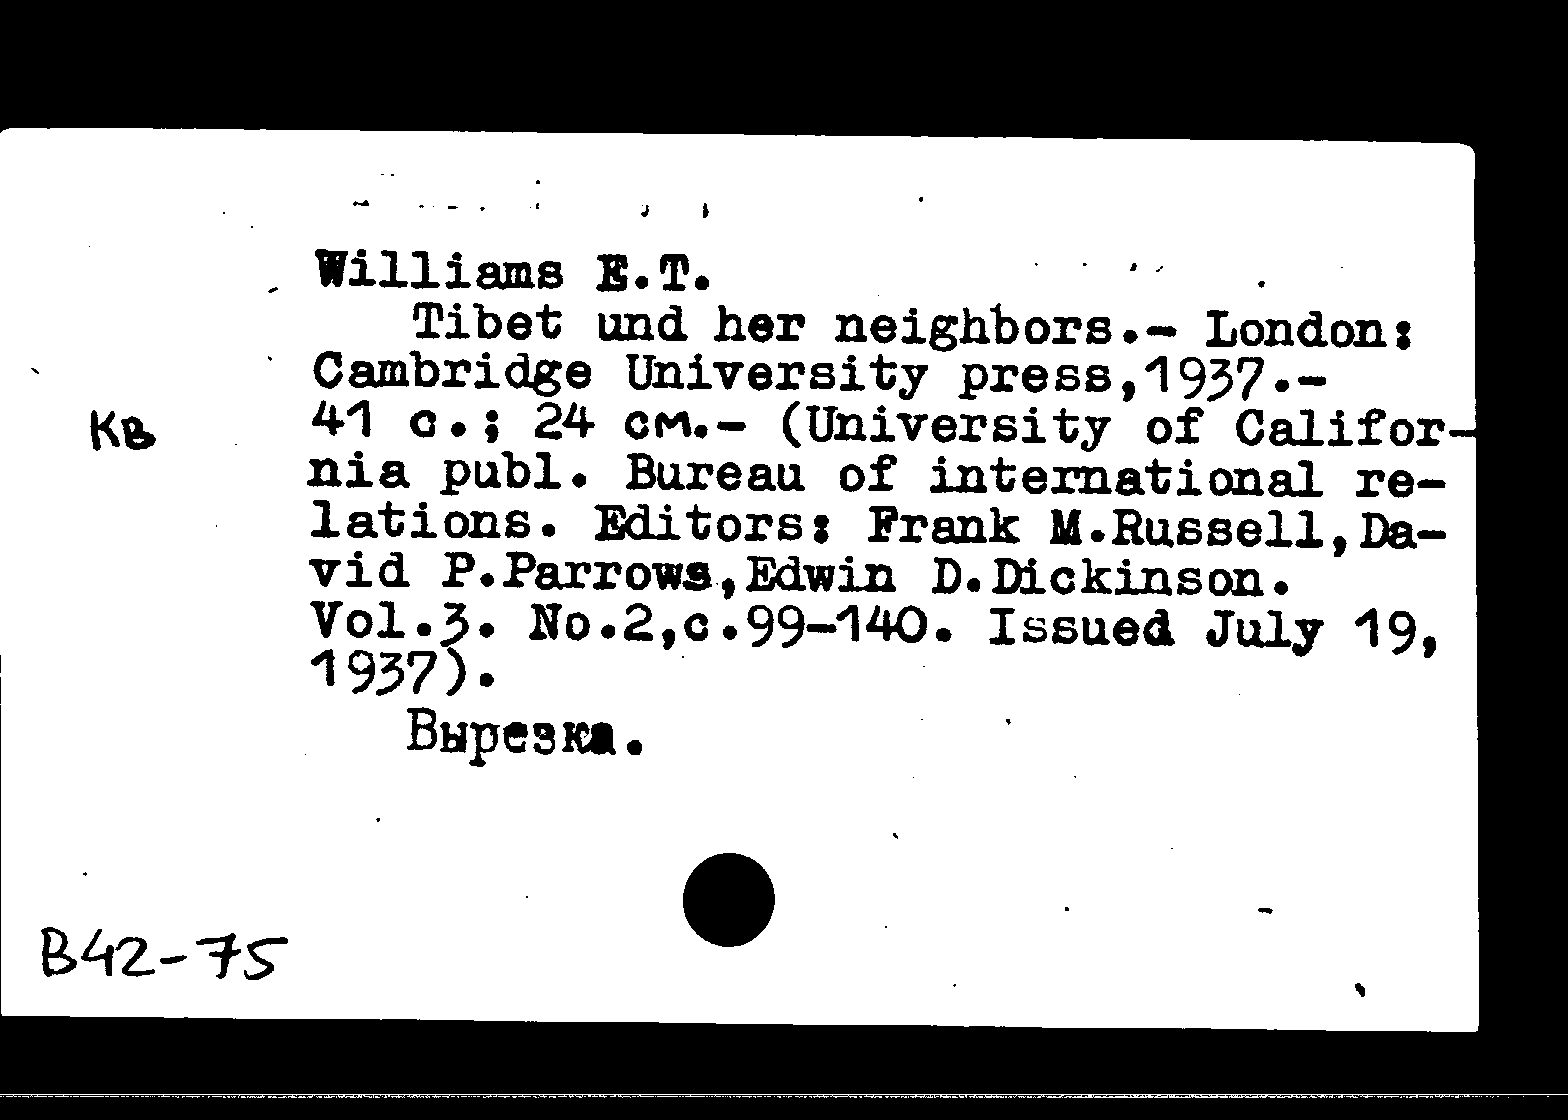 Williams E.T.
Tibet und her neighbors.- London:
Cambridge University press,1937.-
41 с.; 24 см.- (University of Califor-
Кв
nia publ. Bureau of international re-
lations. Editors: Frank M.Russell,Da-
vid P.Parrows,Edwin D.Dickinson.
Vol.3. No.2,с.99-140. Issued July 19,
1937).
Вырезка.
В42-75